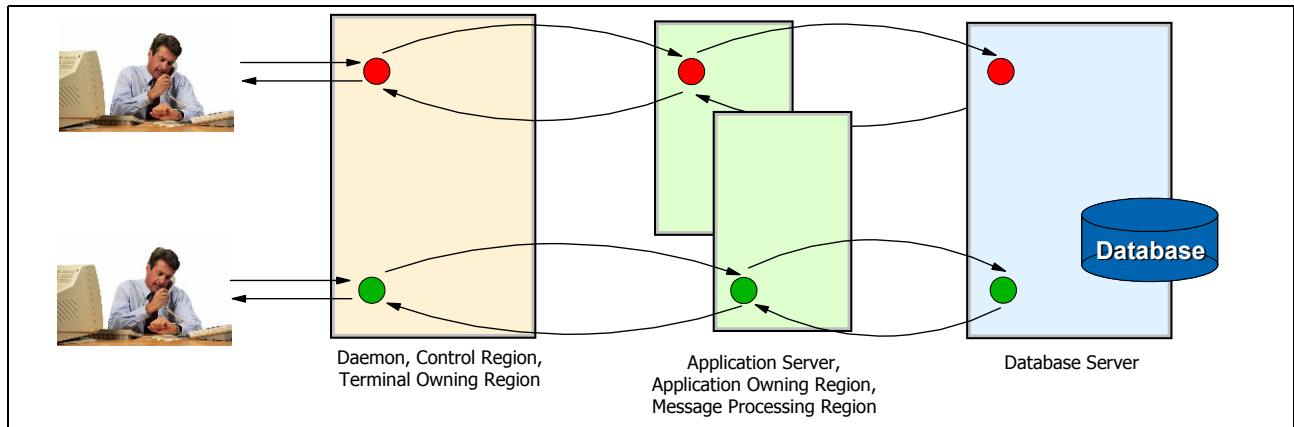 Database
Daemon, Control Region,
Terminal Owning Region
Application Server,
Application Owning Region,
Message Processing Region
Database Server